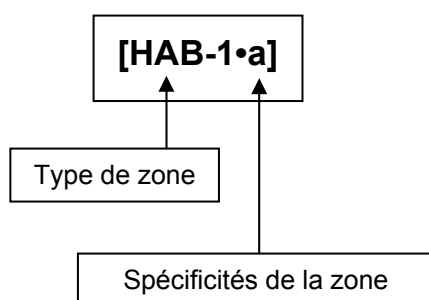 [HAB-1•a]
Type de zone
Spécificités de la zone